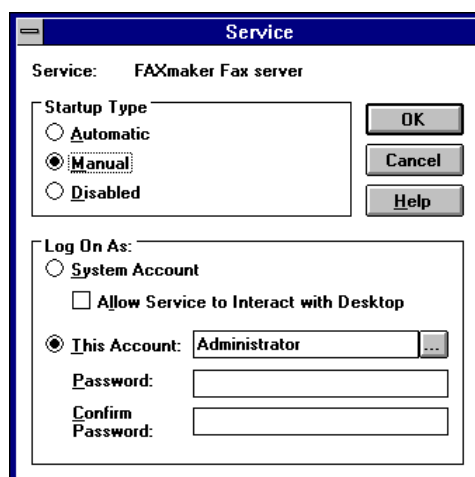 Service
Service: FAXmaker Fax server
Startup Type
Automatic
Manual
Disabled
OK
Cancel
Help
Log On As:
System Account
Allow Service to Interact with Desktop
This Account: Administrator ...
Password:
Confirm
Password: